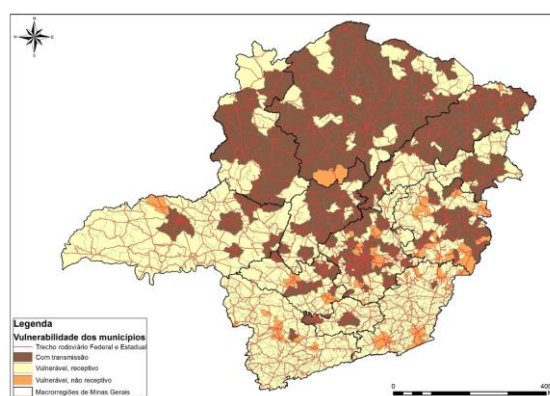 Legenda
Vulnerabilidade dos municípios
Trecho rodoviário Federal e Estadual
Com transmissão
Vulnerável, receptivo
Vulnerável, não receptivo
Macrorregiões de Minas Gerais
0
400